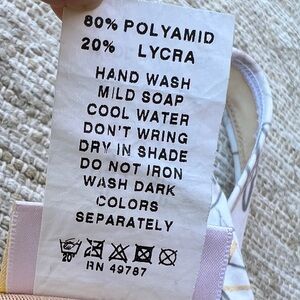 80% POLYAMID
20% LYCRA
HAND WASH
MILD SOAP
COOL WATER
DON'T WRING
DRY IN SHADE
DO NOT IRON
WASH DARK
COLORS
SEPARATELY
20
RN 49787